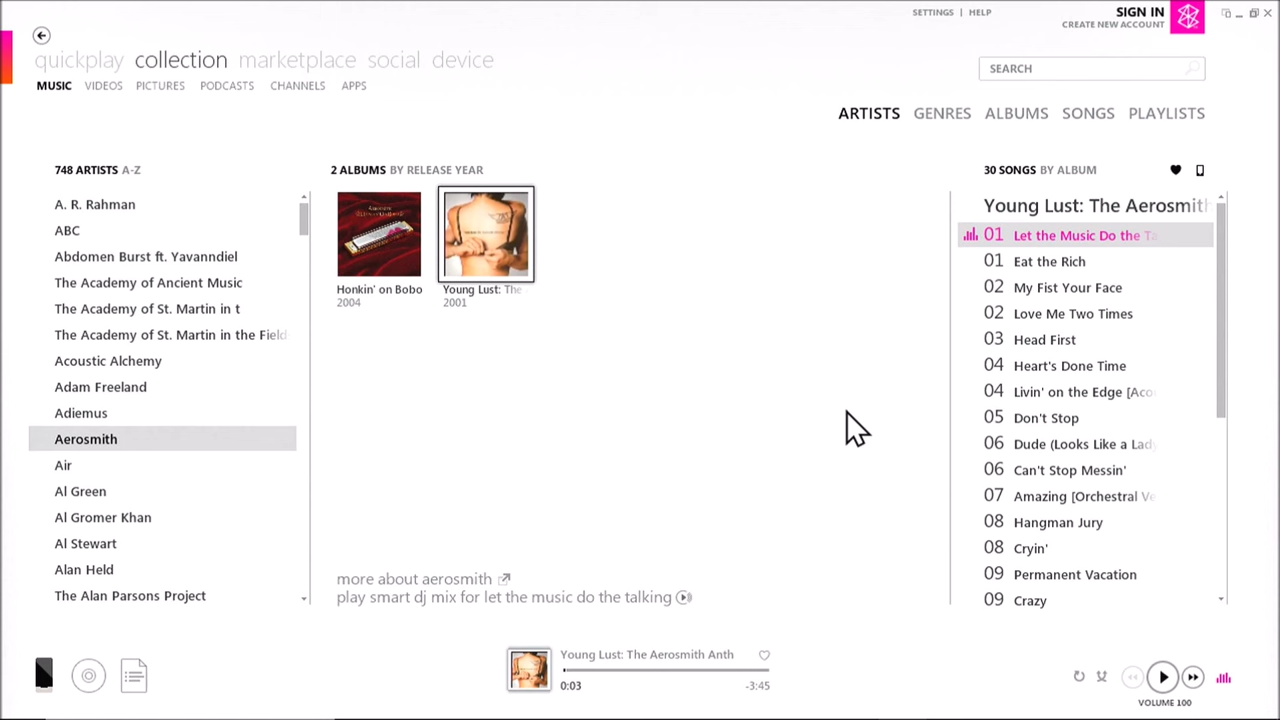 SETTINGS | HELP
SIGN IN
CREATE NEW ACCOUNT
quickplay collection marketplace social device
MUSIC VIDEOS PICTURES PODCASTS CHANNELS APPS
SEARCH
ARTISTS GENRES ALBUMS SONGS PLAYLISTS
748 ARTISTS A-Z
A. R. Rahman
ABC
Abdomen Burst ft. Yavanndiel
The Academy of Ancient Music
The Academy of St. Martin in t
The Academy of St. Martin in the Field
Acoustic Alchemy
Adam Freeland
Adiemus
Aerosmith
Air
Al Green
Al Gromer Khan
Al Stewart
Alan Held
The Alan Parsons Project
2 ALBUMS BY RELEASE YEAR
Honkin' on Bobo
2004
Young Lust: The
2001
more about aerosmith
play smart dj mix for let the music do the talking
30 SONGS BY ALBUM
Young Lust: The Aerosmith
01 Let the Music Do the Ta
01 Eat the Rich
02 My Fist Your Face
02 Love Me Two Times
03 Head First
04 Heart's Done Time
04 Livin' on the Edge [Aco
05 Don't Stop
06 Dude (Looks Like a Lad
06 Can't Stop Messin'
07 Amazing [Orchestral Ve
08 Hangman Jury
08 Cryin'
09 Permanent Vacation
09 Crazy
Young Lust: The Aerosmith Anth
0:03 -3:45
VOLUME 100